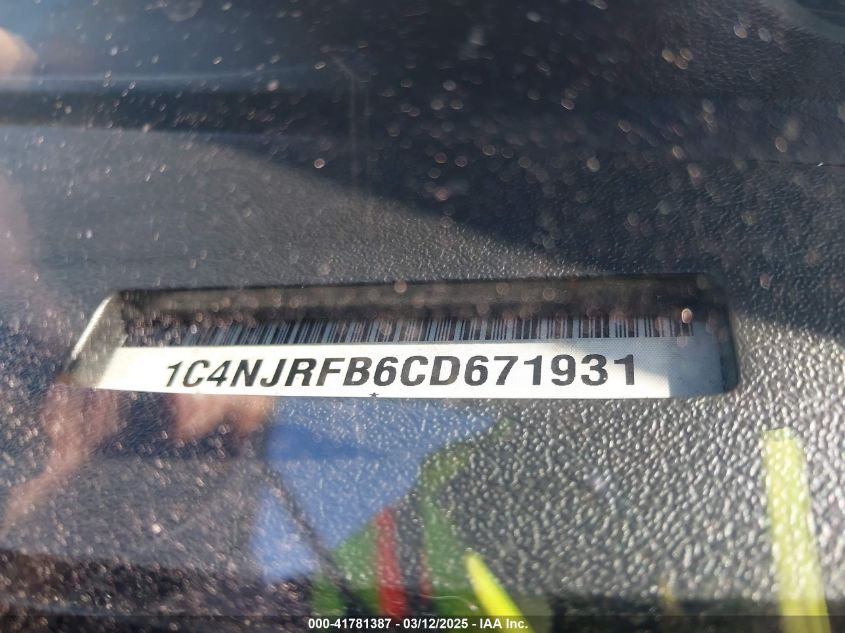 1C4NJRFB6CD671931
000-41781387 - 03/12/2025 - IAA Inc.